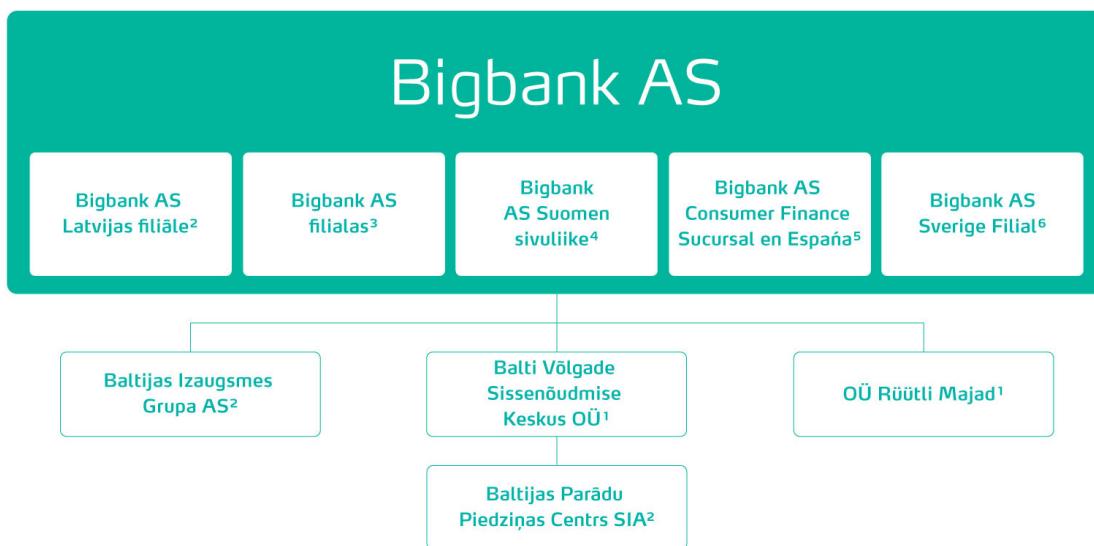 Bigbank AS
Bigbank AS
Latvijas filiāle²
Bigbank AS
filialas³
Bigbank
AS Suomen
sivuliike⁴
Bigbank AS
Consumer Finance
Sucursal en Espańa⁵
Bigbank AS
Sverige Filial⁶
Baltijas Izaugsmes
Grupa AS²
Balti Võlgade
Sissenõudmise
Keskus OÜ¹
OÜ Rüütli Majad¹
Baltijas Parādu
Piedziņas Centrs SIA²